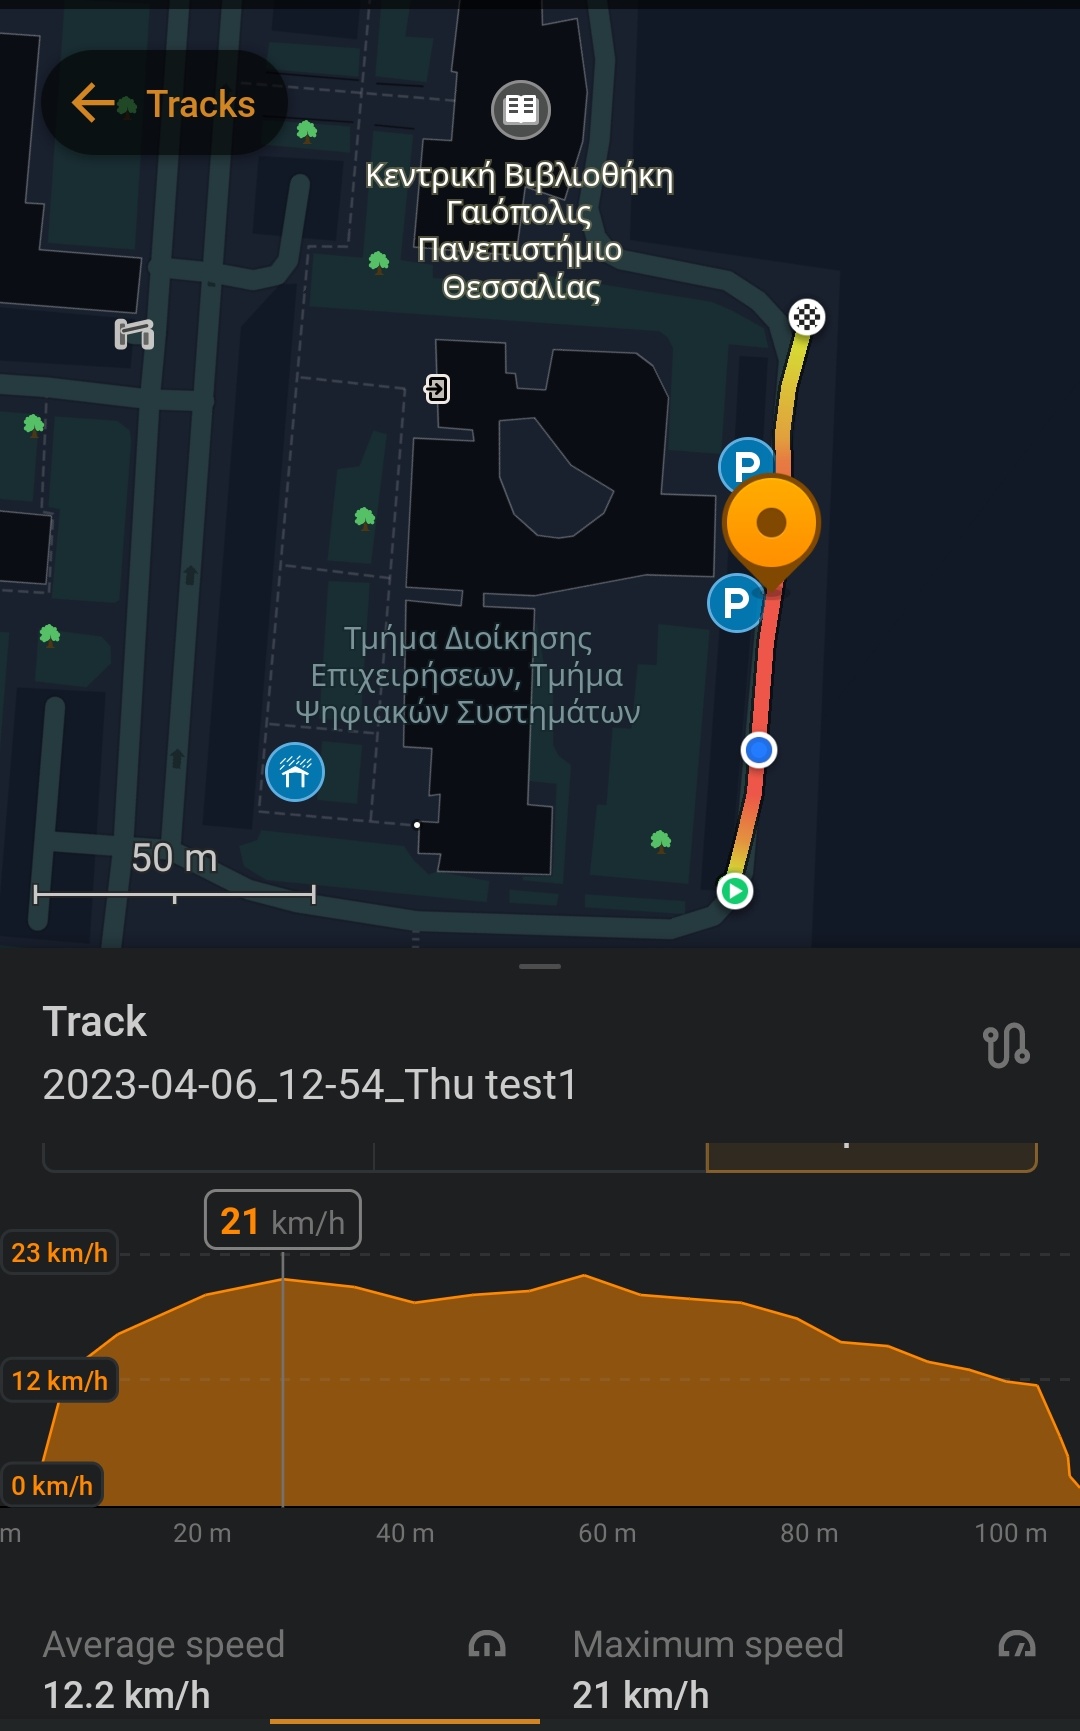 Tracks
Κεντρική Βιβλιοθήκη
Γαιόπολις
Πανεπιστήμιο
Θεσσαλίας
P
P
Τμήμα Διοίκησης
Επιχειρήσεων, Τμήμα
Ψηφιακών Συστημάτων
50 m
Track
2023-04-06_12-54_Thu test1
21 km/h
23 km/h
12 km/h
0 km/h
m 20 m 40 m 60 m 80 m 100 m
Average speed
12.2 km/h
Maximum speed
21 km/h